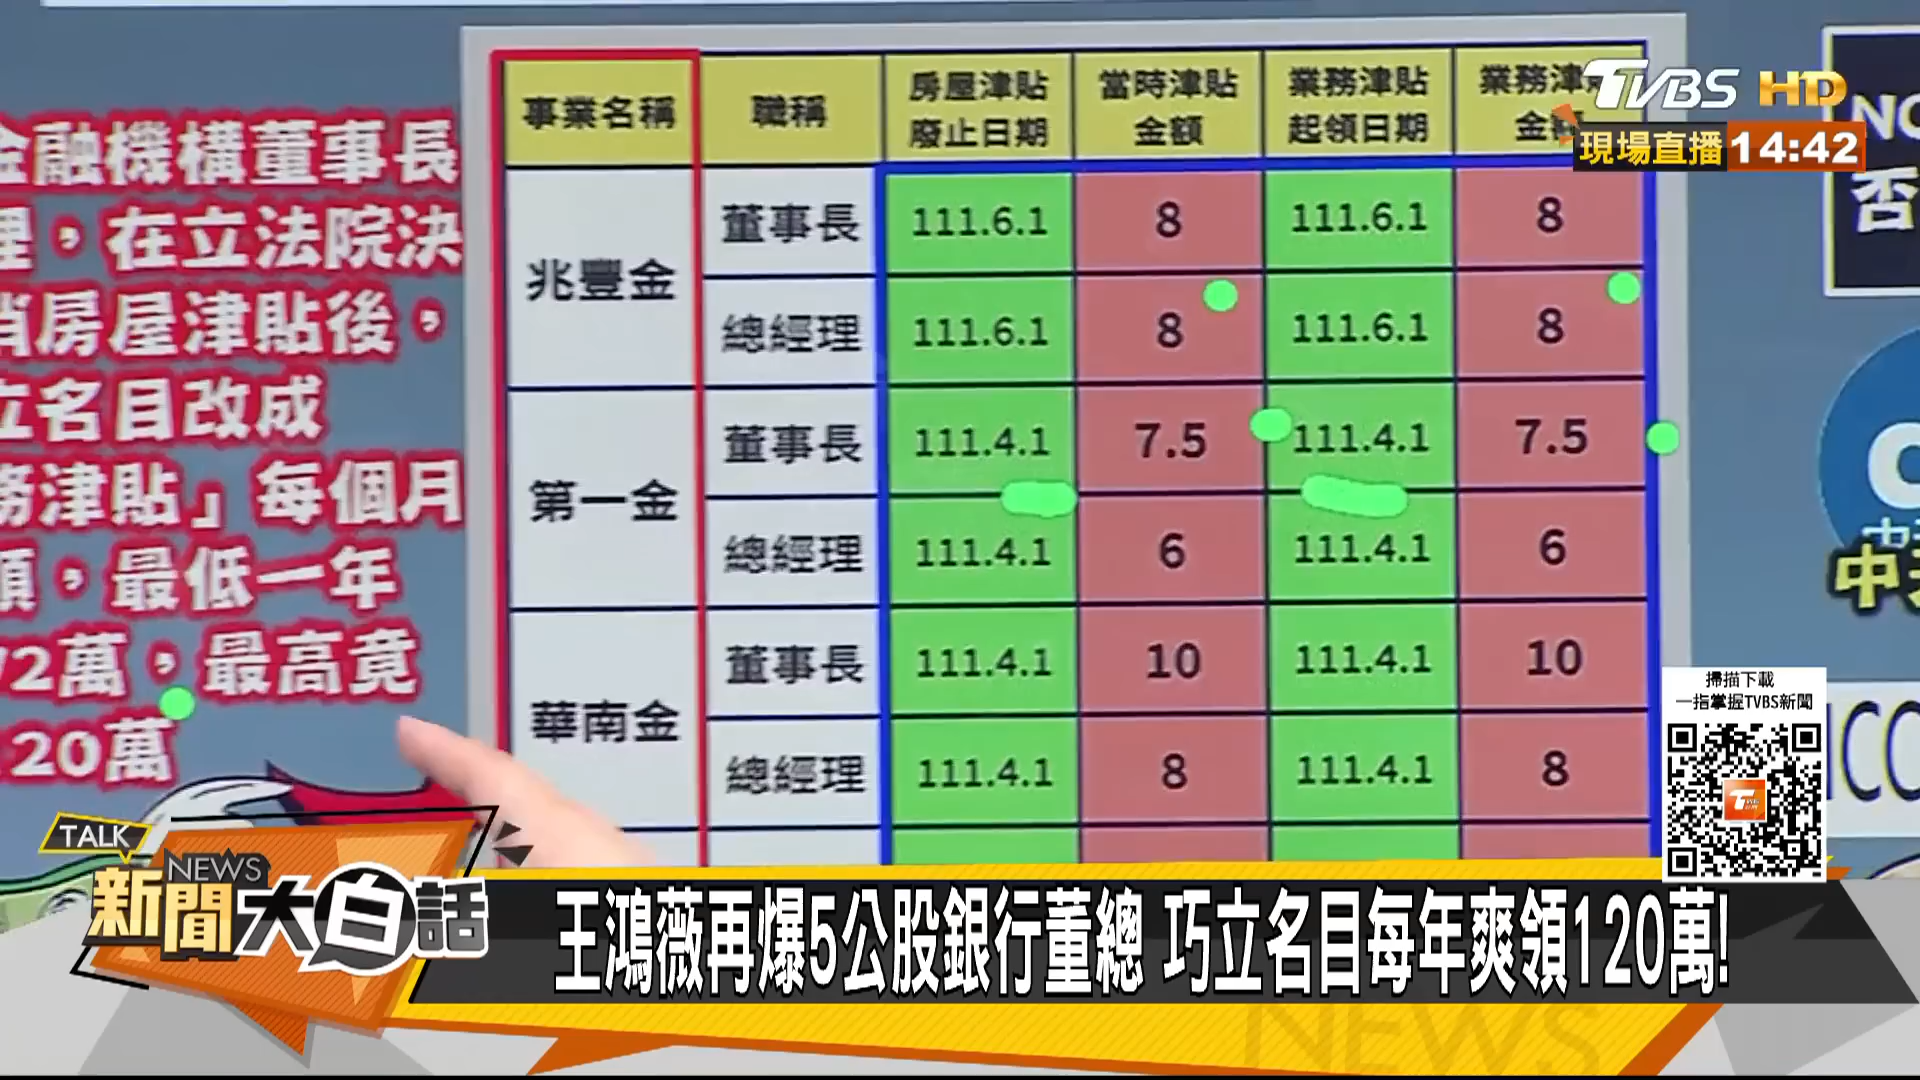 TVBS HD
現場直播 14:42
金融機構董事長
理，在立法院決
消房屋津貼後，
立名目改成
務津貼」每個月
領，最低一年
72萬，最高竟
120萬
事業名稱 職稱 房屋津貼廢止日期 當時津貼金額 業務津貼起領日期 業務津貼金額
兆豐金 董事長 111.6.1 8 111.6.1 8
總經理 111.6.1 8 111.6.1 8
第一金 董事長 111.4.1 7.5 111.4.1 7.5
總經理 111.4.1 6 111.4.1 6
華南金 董事長 111.4.1 10 111.4.1 10
總經理 111.4.1 8 111.4.1 8
NC
否
中天
掃描下載
一指掌握TVBS新聞
TALK
NEWS
新聞大白話
王鴻薇再爆5公股銀行董總 巧立名目每年爽領120萬!
NEWS